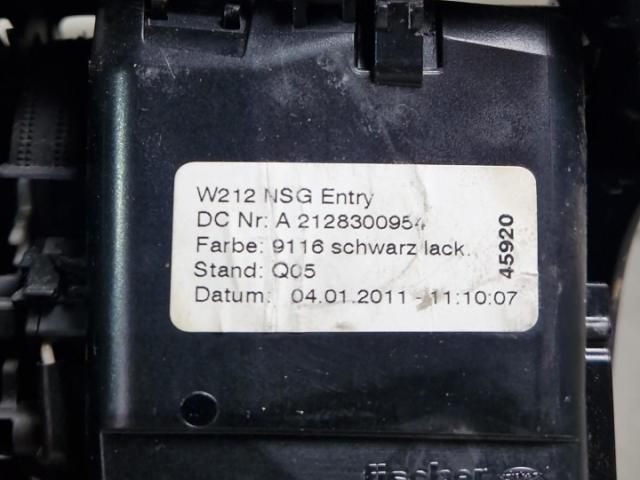 W212 NSG Entry
DC Nr: A 2128300954
Farbe: 9116 schwarz lack.
Stand: Q05
Datum: 04.01.2011 - 11:10:07
45920
fischer